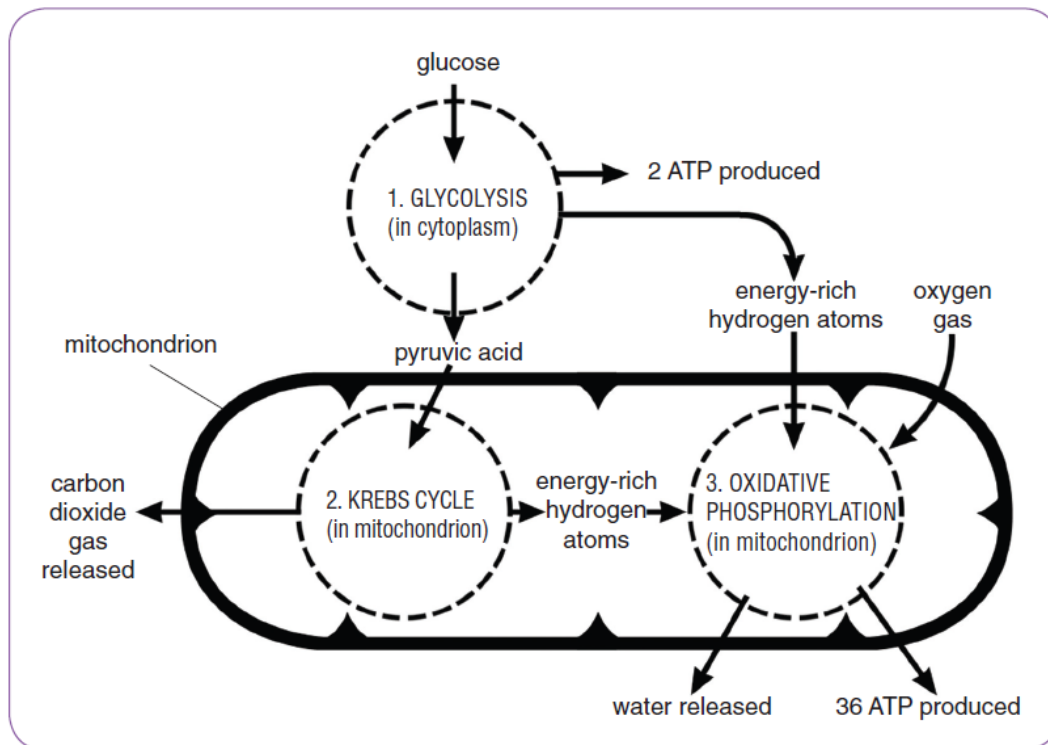 glucose
2 ATP produced
1. GLYCOLYSIS
(in cytoplasm)
energy-rich
hydrogen atoms
oxygen
gas
mitochondrion
pyruvic acid
carbon
dioxide
gas
released
2. KREBS CYCLE
(in mitochondrion)
energy-rich
hydrogen
atoms
3. OXIDATIVE
PHOSPHORYLATION
(in mitochondrion)
water released
36 ATP produced